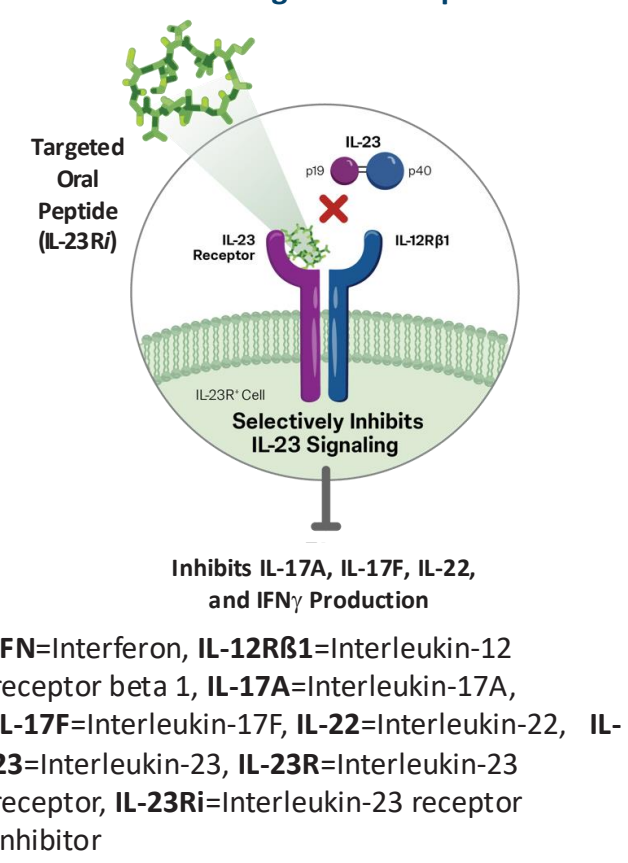 Targeted
Oral
Peptide
(IL-23Ri)
IL-23
p19
p40
IL-23
Receptor
IL-12Rβ1
IL-23R⁺ Cell
Selectively Inhibits
IL-23 Signaling
Inhibits IL-17A, IL-17F, IL-22,
and IFNγ Production
FN=Interferon, IL-12Rß1=Interleukin-12
receptor beta 1, IL-17A=Interleukin-17A,
IL-17F=Interleukin-17F, IL-22=Interleukin-22, IL-
23=Interleukin-23, IL-23R=Interleukin-23
receptor, IL-23Ri=Interleukin-23 receptor
nhibitor